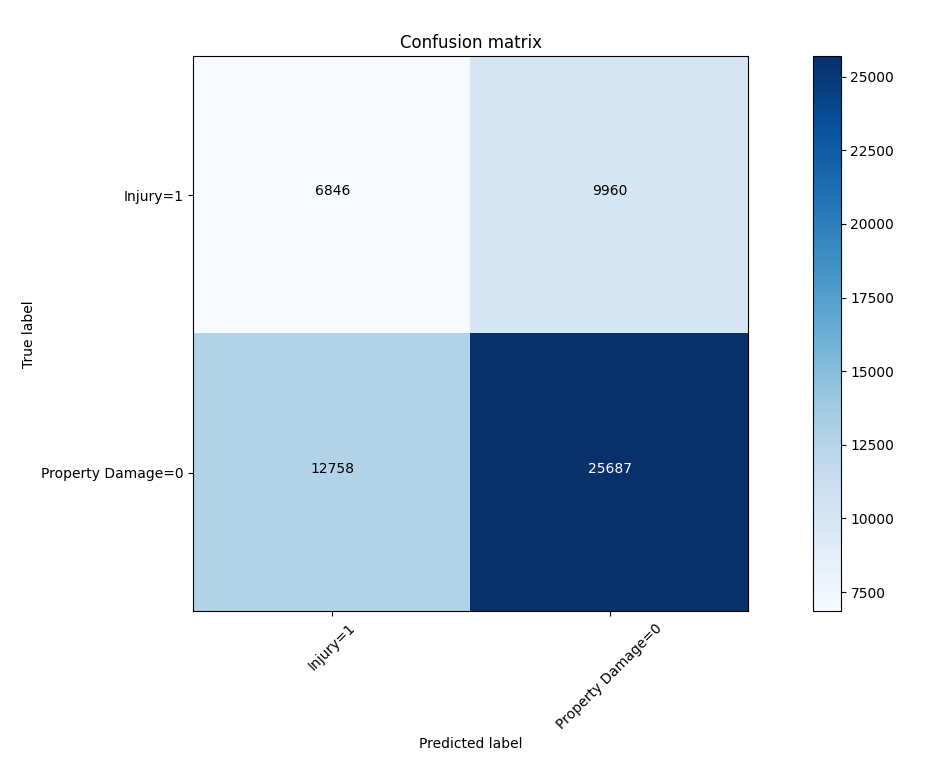 Confusion matrix
True label
Injury=1
6846
9960
Property Damage=0
12758
25687
Injury=1
Property Damage=0
Predicted label
25000
22500
20000
17500
15000
12500
10000
7500